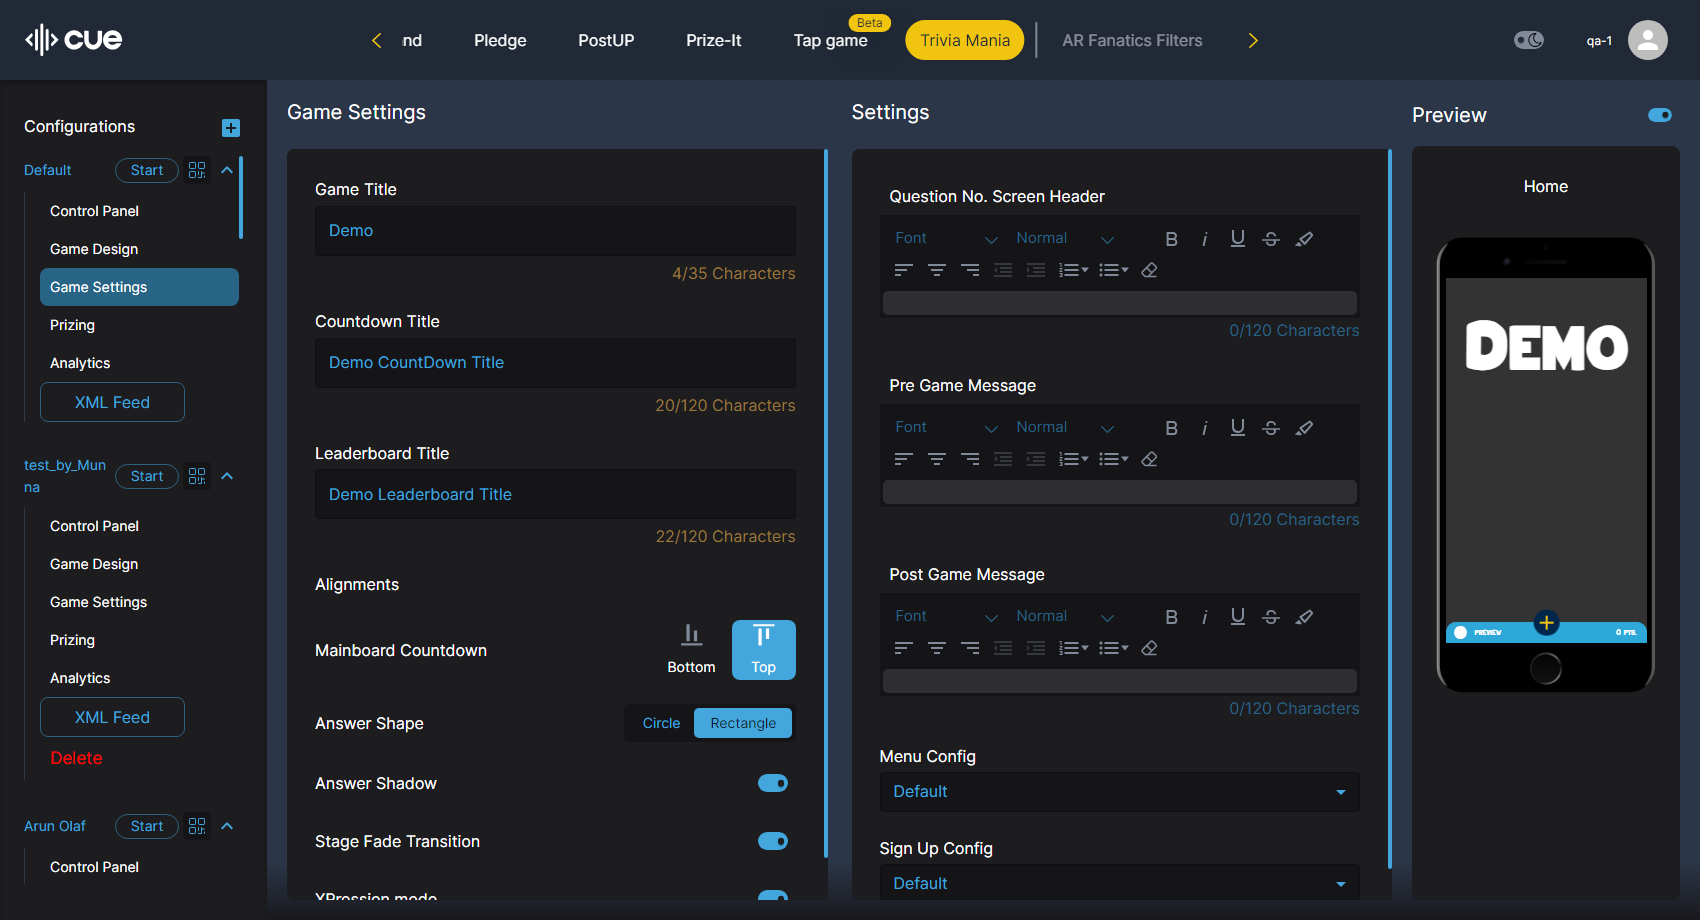 cue
nd
Pledge
PostUP
Prize-It
Tap game
Beta
Trivia Mania
AR Fanatics Filters
qa-1
Configurations
Default
Start
Control Panel
Game Design
Game Settings
Prizing
Analytics
XML Feed
test_by_Mun
na
Start
Control Panel
Game Design
Game Settings
Prizing
Analytics
XML Feed
Delete
Arun Olaf
Start
Control Panel
Game Settings
Game Title
Demo
4/35 Characters
Countdown Title
Demo CountDown Title
20/120 Characters
Leaderboard Title
Demo Leaderboard Title
22/120 Characters
Alignments
Mainboard Countdown
Bottom
Top
Answer Shape
Circle
Rectangle
Answer Shadow
Stage Fade Transition
XPression mode
Settings
Question No. Screen Header
Font
Normal
B i U S
0/120 Characters
Pre Game Message
Font
Normal
B i U S
0/120 Characters
Post Game Message
Font
Normal
B i U S
0/120 Characters
Menu Config
Default
Sign Up Config
Default
Preview
Home
DEMO
PREVIEW
0 PTS.